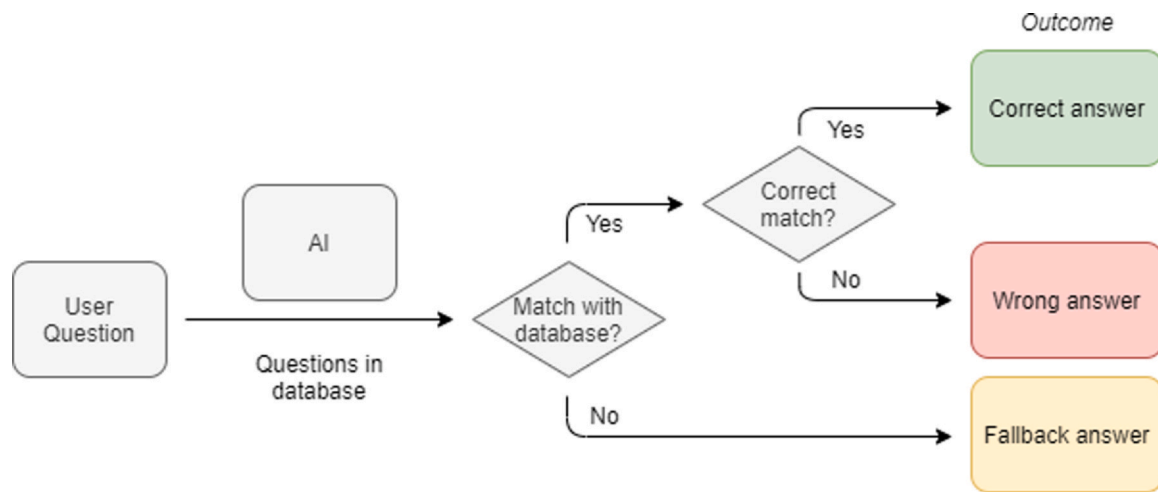 Outcome
Correct answer
Yes
Correct
match?
Yes
AI
No
User
Question
Match with
database?
Wrong answer
Questions in
database
No
Fallback answer